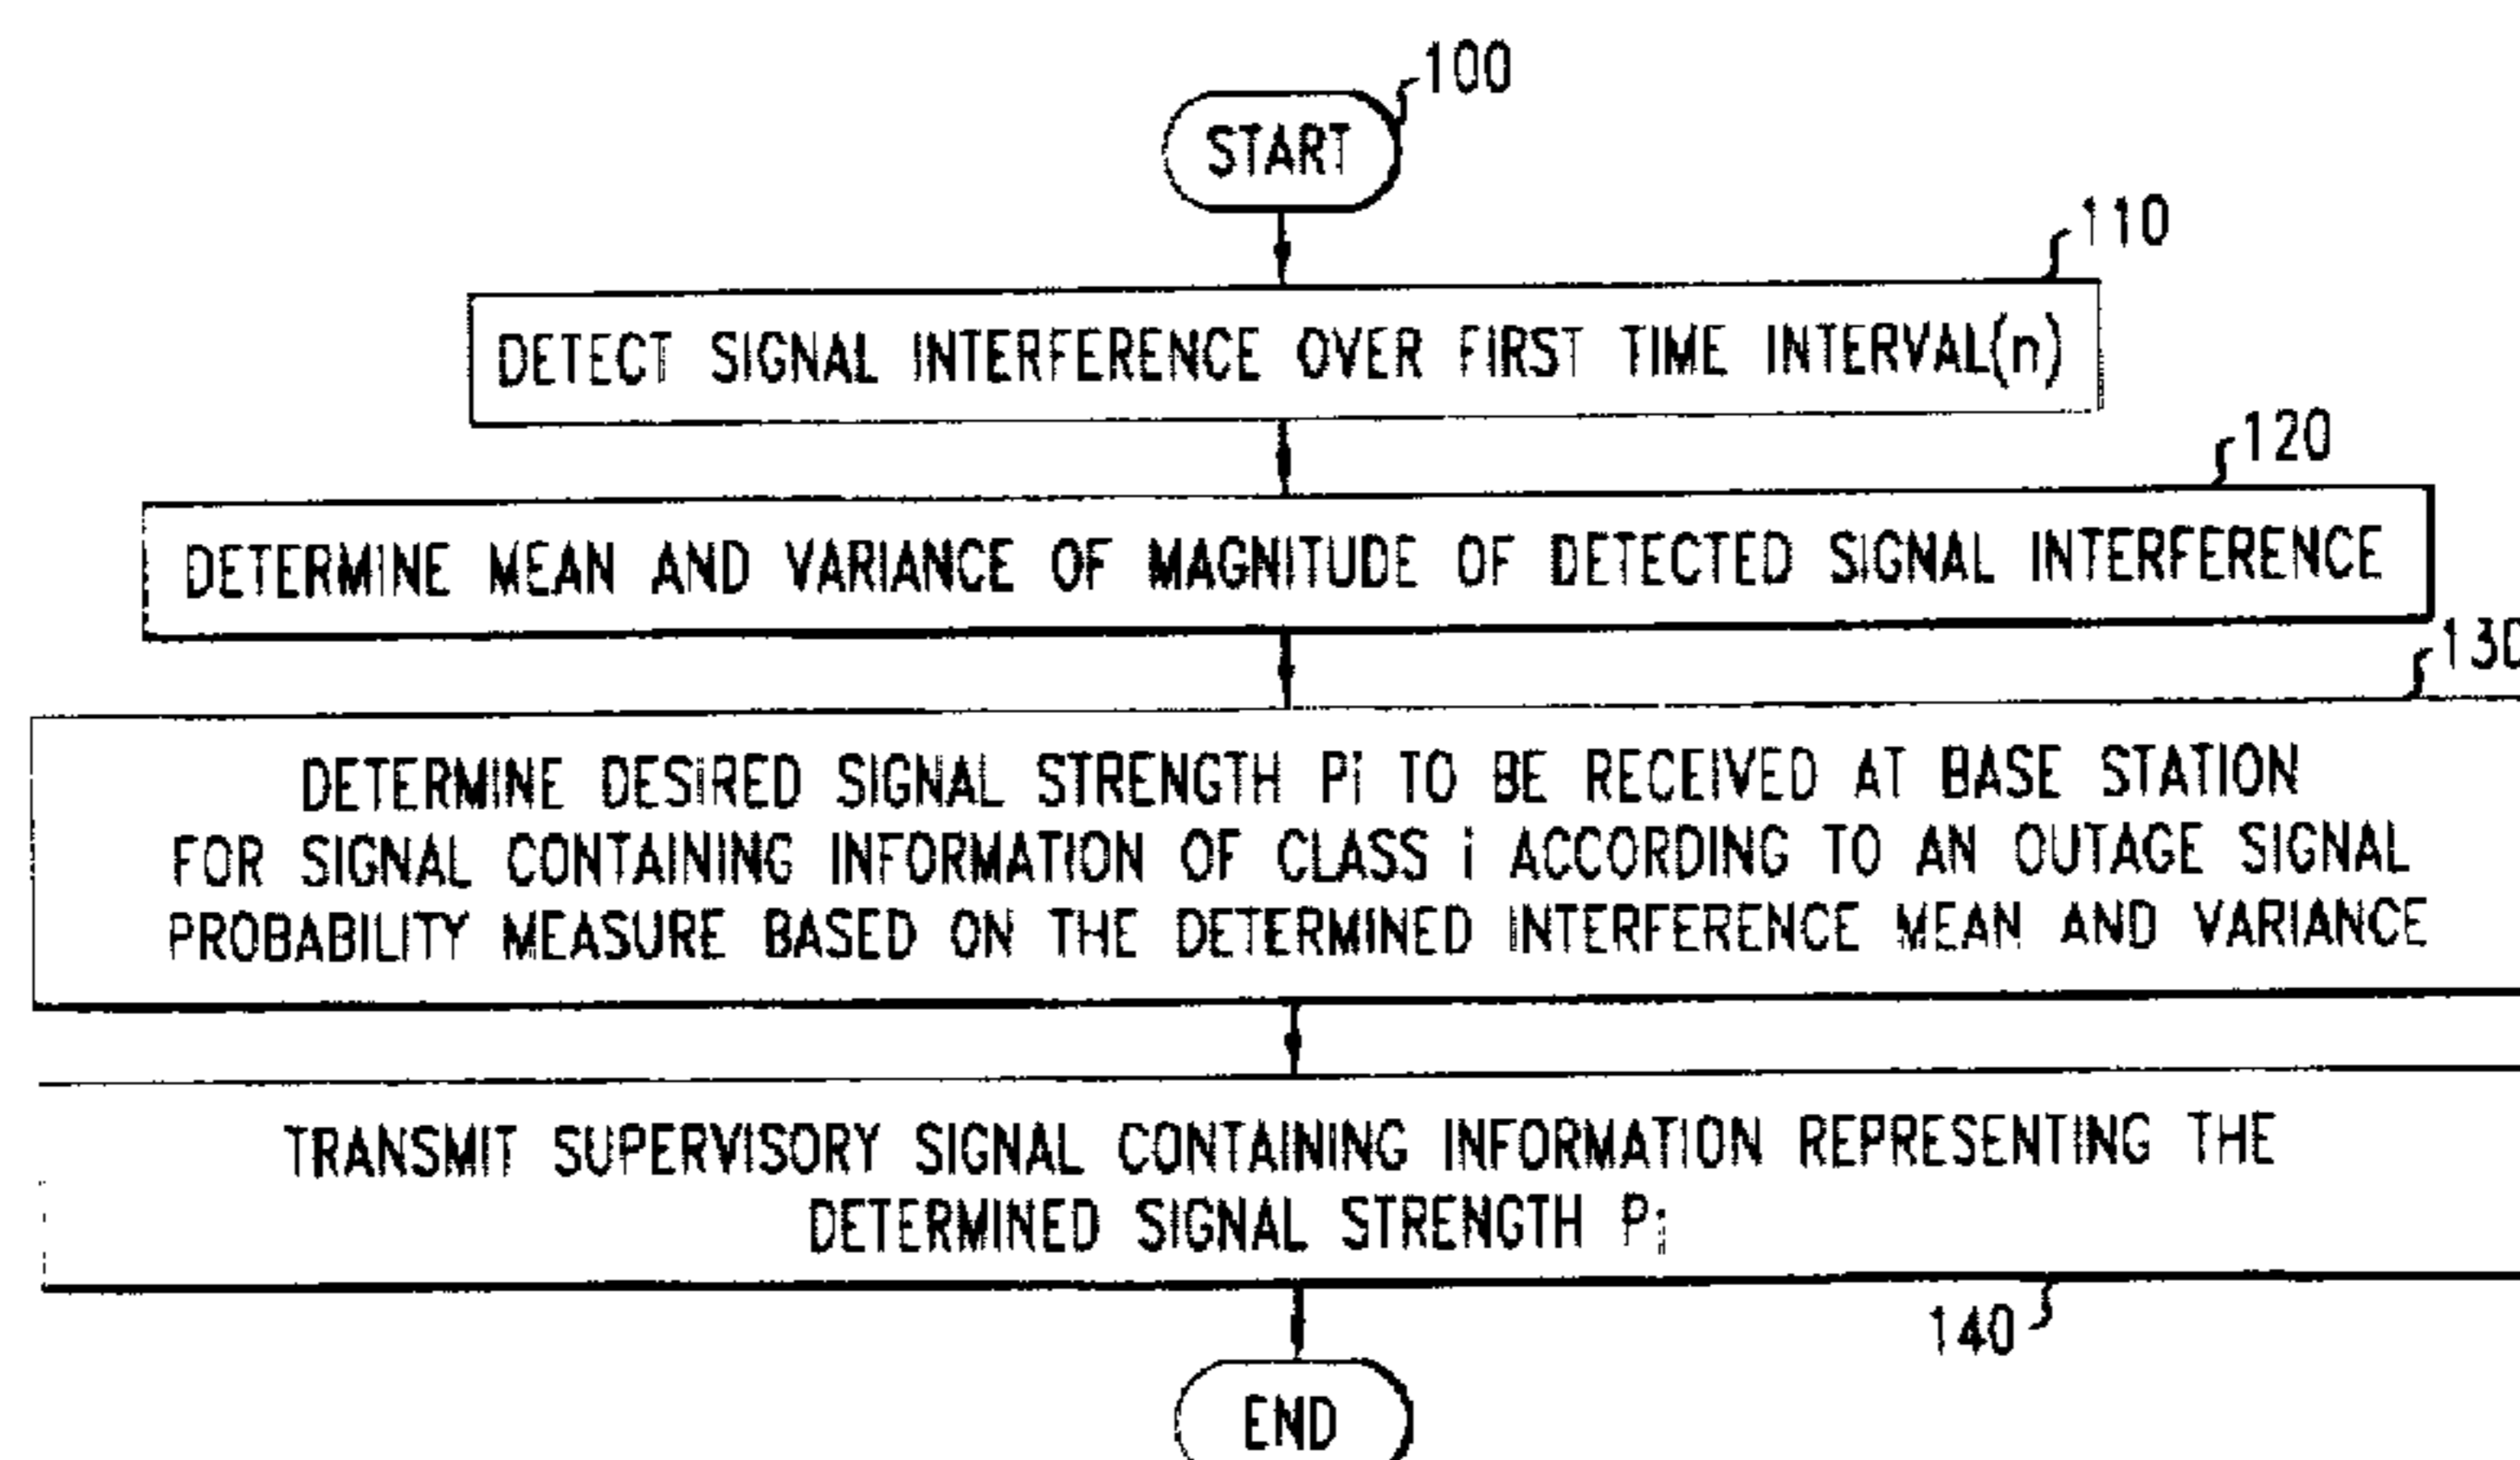 100
START
110
DETECT SIGNAL INTERFERENCE OVER FIRST TIME INTERVAL(n)
120
DETERMINE MEAN AND VARIANCE OF MAGNITUDE OF DETECTED SIGNAL INTERFERENCE
130
DETERMINE DESIRED SIGNAL STRENGTH Pi TO BE RECEIVED AT BASE STATION
FOR SIGNAL CONTAINING INFORMATION OF CLASS i ACCORDING TO AN OUTAGE SIGNAL
PROBABILITY MEASURE BASED ON THE DETERMINED INTERFERENCE MEAN AND VARIANCE
TRANSMIT SUPERVISORY SIGNAL CONTAINING INFORMATION REPRESENTING THE
DETERMINED SIGNAL STRENGTH Pi
140
END